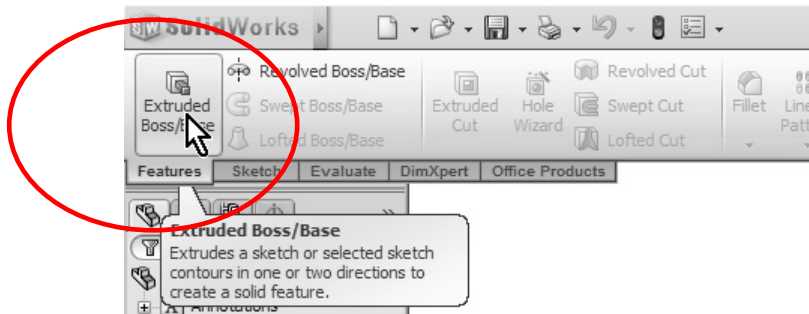 SolidWorks
Extruded Boss/Base
Revolved Boss/Base
Swept Boss/Base
Lofted Boss/Base
Extruded Cut
Hole Wizard
Revolved Cut
Swept Cut
Lofted Cut
Fillet
Features
Sketch
Evaluate
DimXpert
Office Products
Extruded Boss/Base
Extrudes a sketch or selected sketch
contours in one or two directions to
create a solid feature.
Annotations